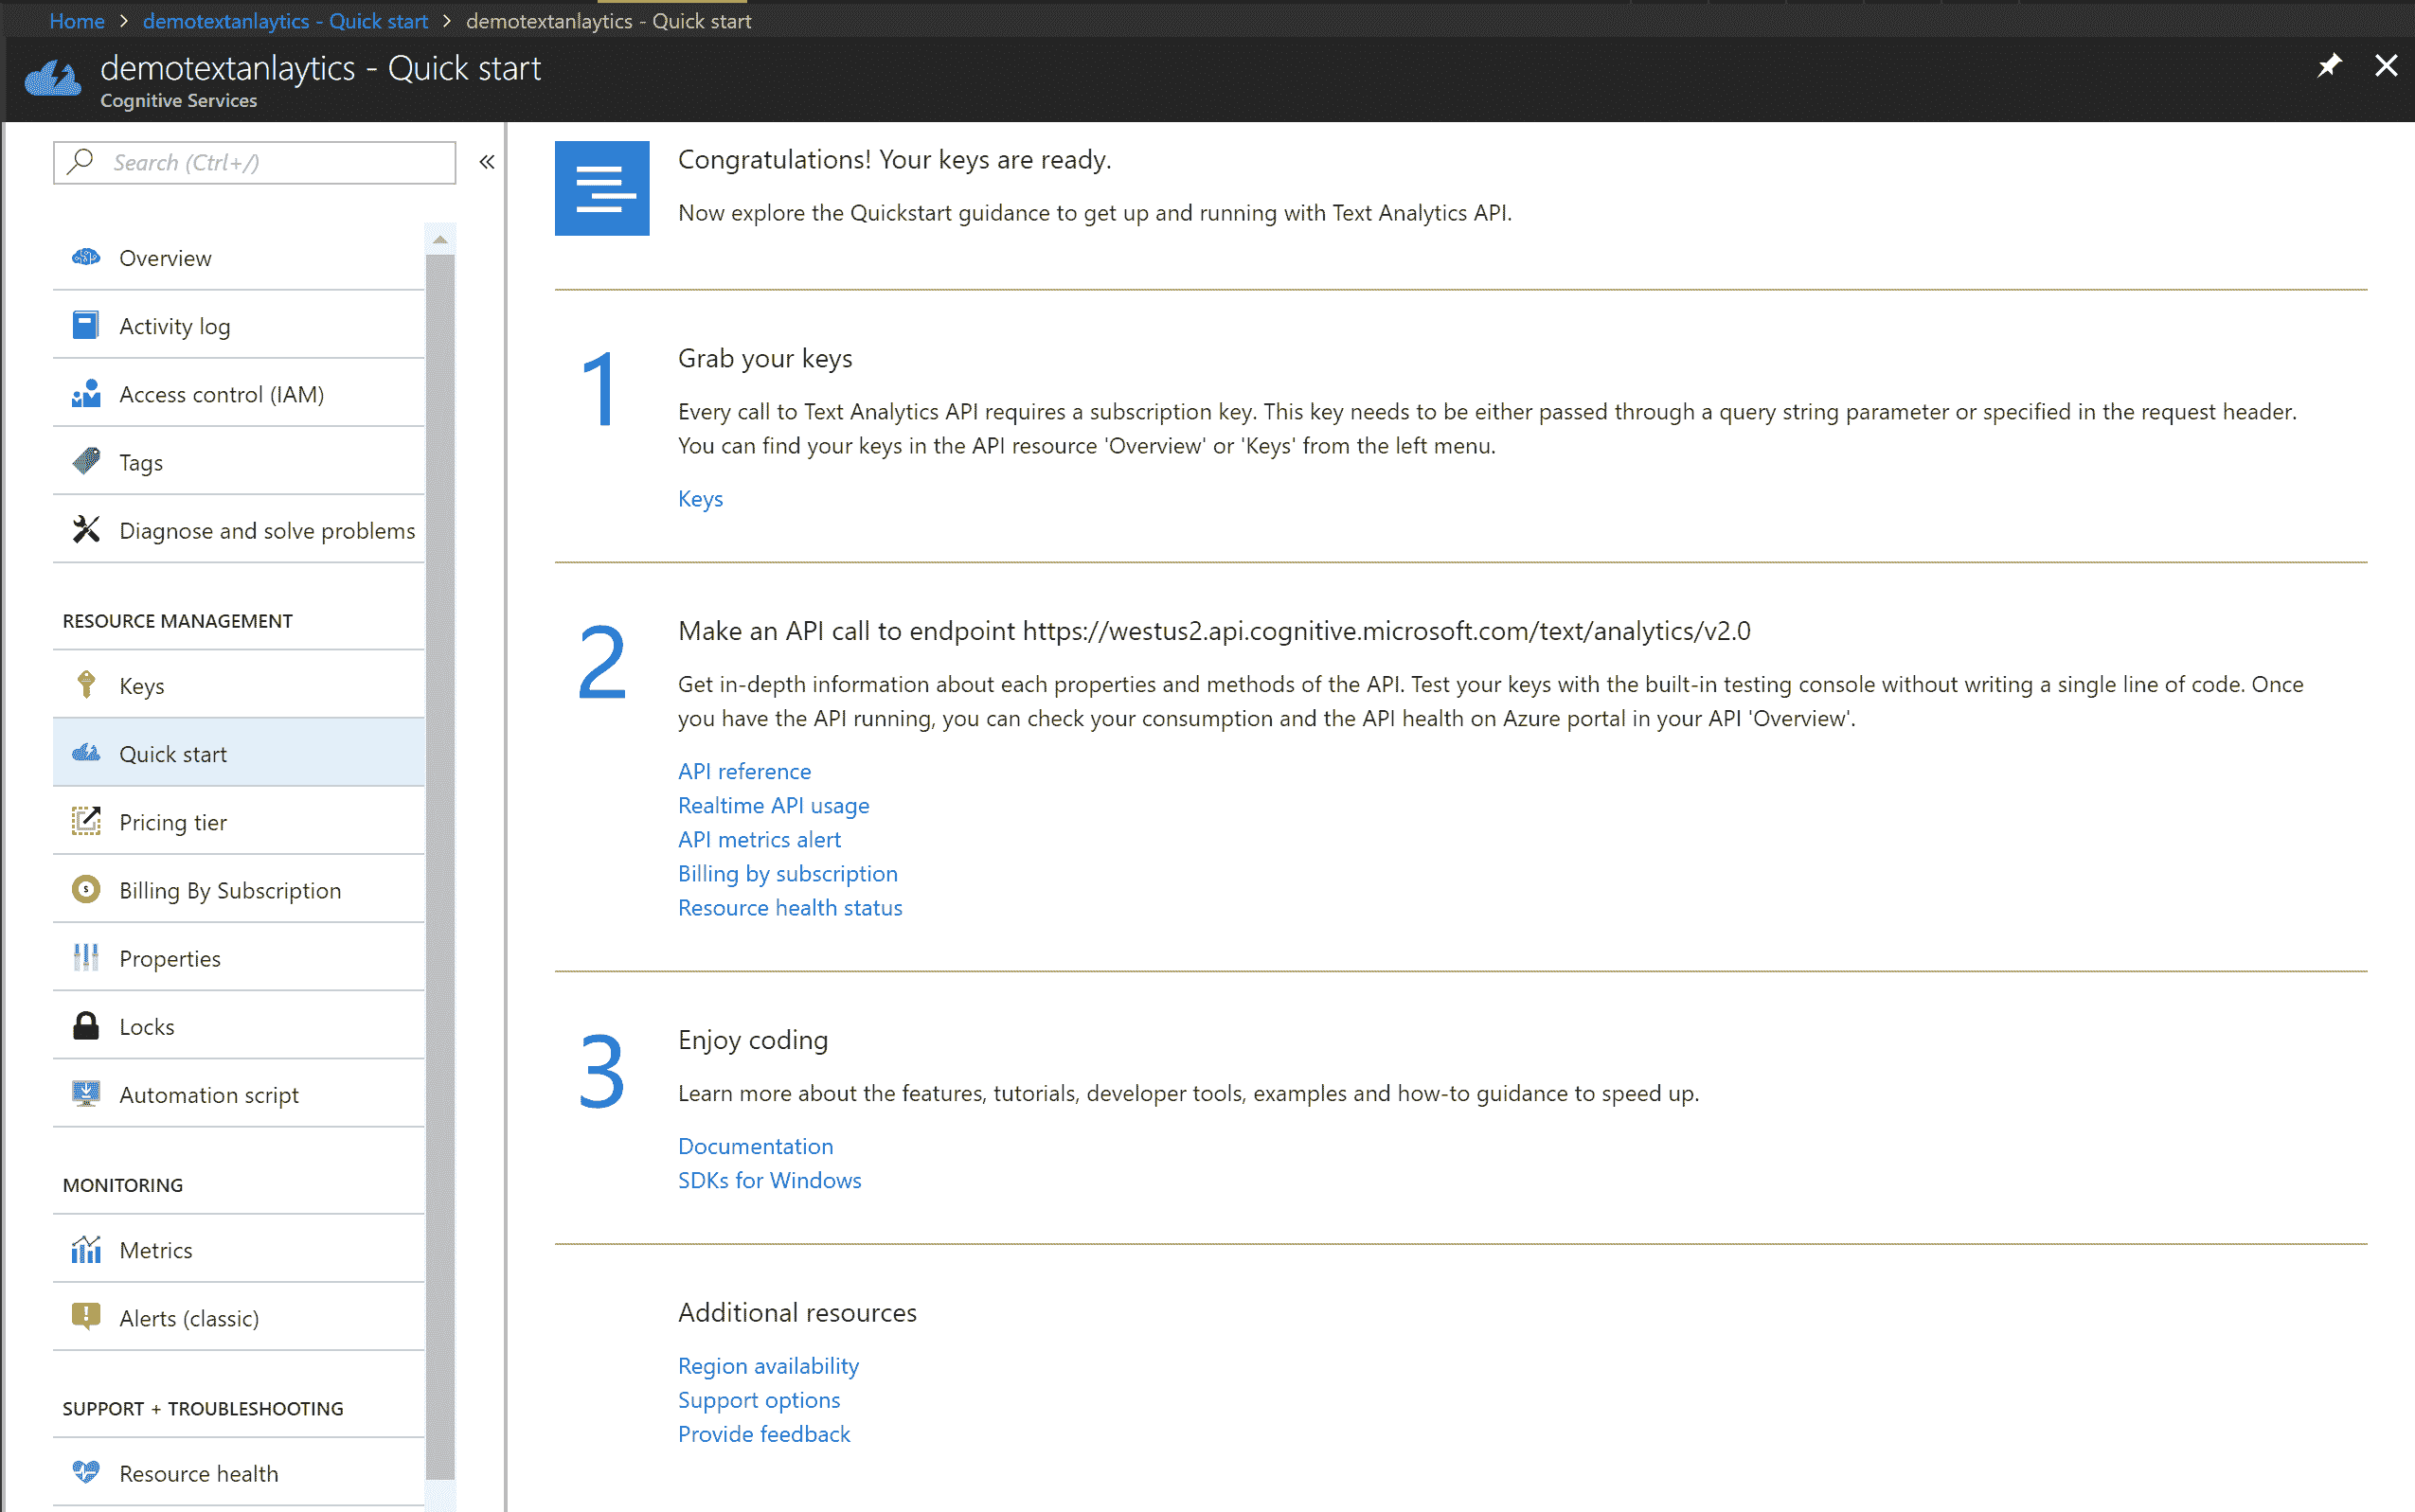 Home > demotextanlaytics - Quick start > demotextanlaytics - Quick start
demotextanlaytics - Quick start
Cognitive Services
Search (Ctrl+/)
«
Overview
Activity log
Access control (IAM)
Tags
Diagnose and solve problems
RESOURCE MANAGEMENT
Keys
Quick start
Pricing tier
Billing By Subscription
Properties
Locks
Automation script
MONITORING
Metrics
Alerts (classic)
SUPPORT + TROUBLESHOOTING
Resource health
Congratulations! Your keys are ready.
Now explore the Quickstart guidance to get up and running with Text Analytics API.
1
Grab your keys
Every call to Text Analytics API requires a subscription key. This key needs to be either passed through a query string parameter or specified in the request header.
You can find your keys in the API resource 'Overview' or 'Keys' from the left menu.
Keys
2
Make an API call to endpoint https://westus2.api.cognitive.microsoft.com/text/analytics/v2.0
Get in-depth information about each properties and methods of the API. Test your keys with the built-in testing console without writing a single line of code. Once
you have the API running, you can check your consumption and the API health on Azure portal in your API 'Overview'.
API reference
Realtime API usage
API metrics alert
Billing by subscription
Resource health status
3
Enjoy coding
Learn more about the features, tutorials, developer tools, examples and how-to guidance to speed up.
Documentation
SDKs for Windows
Additional resources
Region availability
Support options
Provide feedback